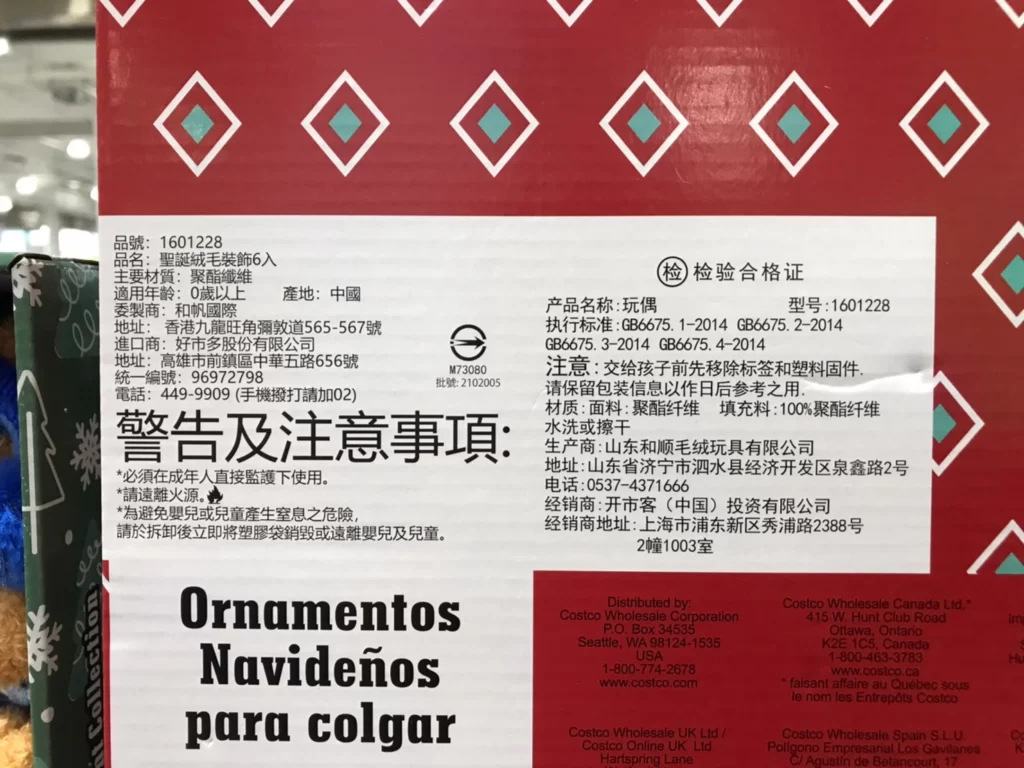 品號：1601228
品名：聖誕絨毛裝飾6入
主要材質：聚酯纖維
適用年齡：0歲以上 產地：中國
委製商：和帆國際
地址：香港九龍旺角彌敦道565-567號
進口商：好市多股份有限公司
地址：高雄市前鎮區中華五路656號
統一編號：96972798
電話：449-9909 (手機撥打請加02)
M73080
批號: 2102005
警告及注意事項:
*必須在成年人直接監護下使用。
*請遠離火源。
*為避免嬰兒或兒童產生窒息之危險，
請於拆卸後立即將塑膠袋銷毀或遠離嬰兒及兒童。
检 检验合格证
产品名称:玩偶 型号:1601228
执行标准:GB6675.1-2014 GB6675.2-2014
GB6675.3-2014 GB6675.4-2014
注意:交给孩子前先移除标签和塑料固件.
请保留包装信息以作日后参考之用.
材质:面料:聚酯纤维 填充料:100%聚酯纤维
水洗或擦干
生产商:山东和顺毛绒玩具有限公司
地址:山东省济宁市泗水县经济开发区泉鑫路2号
电话:0537-4371666
经销商:开市客（中国）投资有限公司
经销商地址:上海市浦东新区秀浦路2388号
2幢1003室
Ornamentos
Navideños
para colgar
Distributed by:
Costco Wholesale Corporation
P.O. Box 34535
Seattle, WA 98124-1535
USA
1-800-774-2678
www.costco.com
Costco Wholesale Canada Ltd.*
415 W. Hunt Club Road
Ottawa, Ontario
K2E 1C5, Canada
1-800-463-3783
www.costco.ca
* faisant affaire au Québec sous
le nom les Entrepôts Costco
Costco Wholesale UK Ltd /
Costco Online UK Ltd
Hartspring Lane
Costco Wholesale Spain S.L.U.
Polígono Empresarial Los Gavilanes
C/ Agustín de Betancourt, 17
Collection